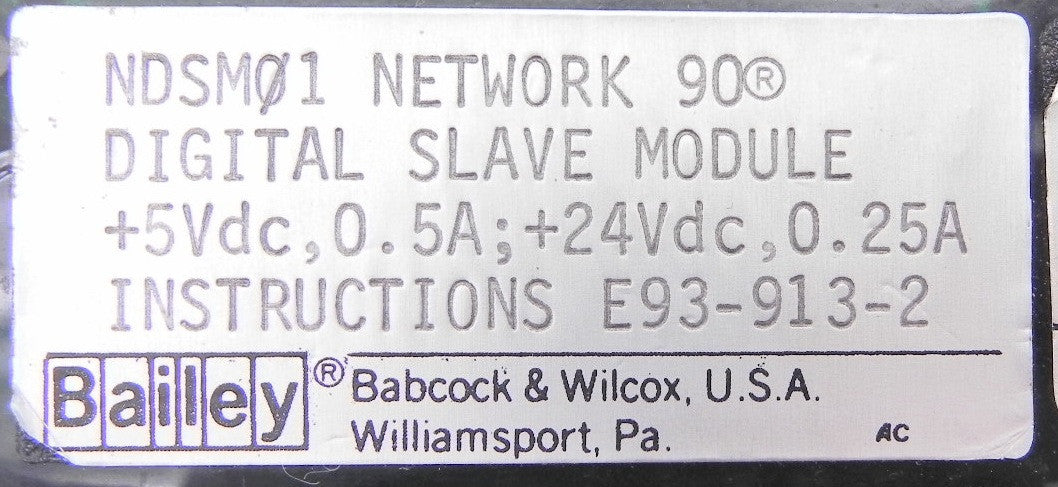 NDSMØ1 NETWORK 90®
DIGITAL SLAVE MODULE
+5Vdc,0.5A;+24Vdc,0.25A
INSTRUCTIONS E93-913-2
Bailey® Babcock & Wilcox, U.S.A.
Williamsport, Pa. AC